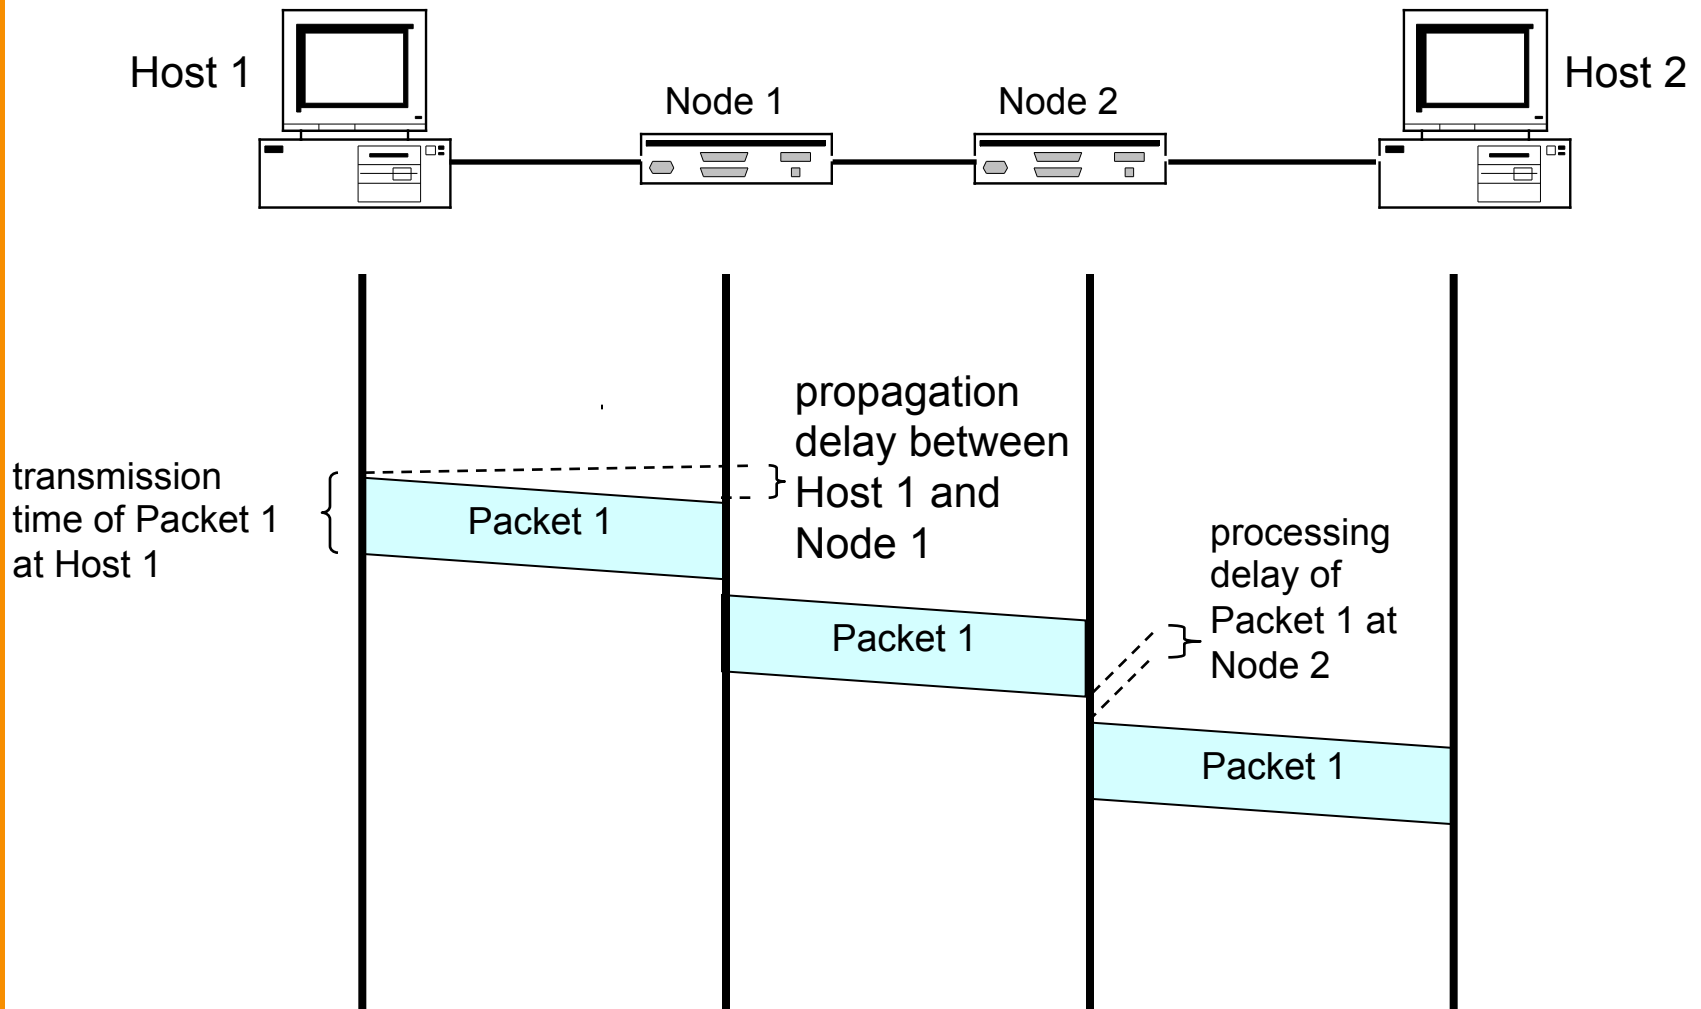 Host 1
Node 1
Node 2
Host 2
propagation
delay between
Host 1 and
Node 1
transmission
time of Packet 1
at Host 1
Packet 1
processing
delay of
Packet 1 at
Node 2
Packet 1
Packet 1